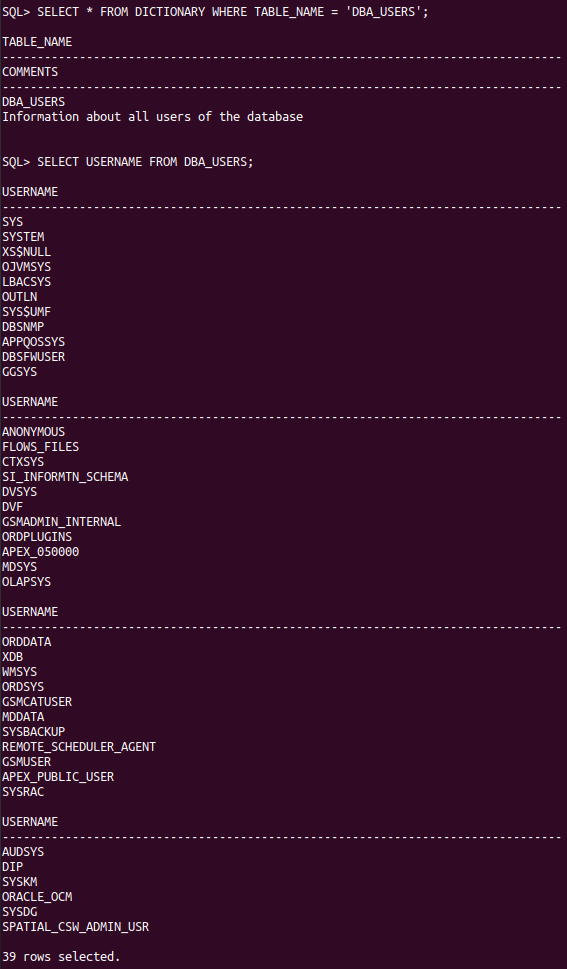 SQL> SELECT * FROM DICTIONARY WHERE TABLE_NAME = 'DBA_USERS';
TABLE_NAME
--------------------------------------------------------------------------------
COMMENTS
--------------------------------------------------------------------------------
DBA_USERS
Information about all users of the database
SQL> SELECT USERNAME FROM DBA_USERS;
USERNAME
--------------------------------------------------------------------------------
SYS
SYSTEM
XS$NULL
OJVMSYS
LBACSYS
OUTLN
SYS$UMF
DBSNMP
APPQOSSYS
DBSFWUSER
GGSYS
USERNAME
--------------------------------------------------------------------------------
ANONYMOUS
FLOWS_FILES
CTXSYS
SI_INFORMTN_SCHEMA
DVSYS
DVF
GSMADMIN_INTERNAL
ORDPLUGINS
APEX_050000
MDSYS
OLAPSYS
USERNAME
--------------------------------------------------------------------------------
ORDDATA
XDB
WMSYS
ORDSYS
GSMCATUSER
MDDATA
SYSBACKUP
REMOTE_SCHEDULER_AGENT
GSMUSER
APEX_PUBLIC_USER
SYSRAC
USERNAME
--------------------------------------------------------------------------------
AUDSYS
DIP
SYSKM
ORACLE_OCM
SYSDG
SPATIAL_CSW_ADMIN_USR
39 rows selected.